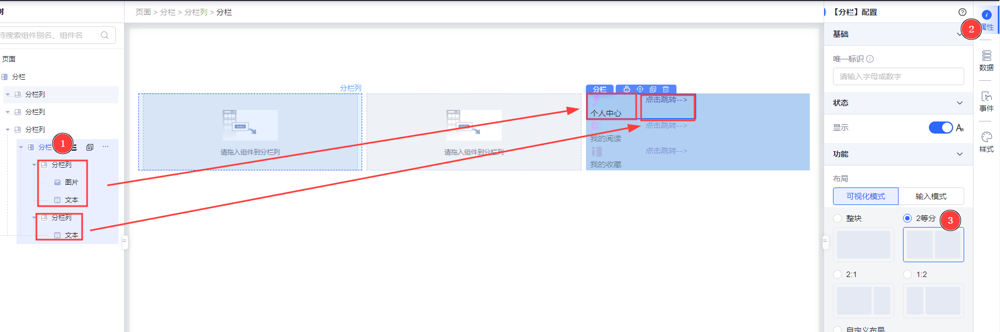 树
页面 > 分栏 > 分栏列 > 分栏
【分栏】配置
持搜索组件别名、组件名
页面
分栏
分栏列
分栏列
分栏列
分栏
1
分栏列
图片
文本
分栏列
文本
分栏列
请拖入组件到分栏列
请拖入组件到分栏列
分栏
点击跳转-->
个人中心
点击跳转-->
我的阅读
点击跳转-->
我的收藏
基础
唯一标识
请输入字母或数字
状态
显示
功能
布局
可视化模式
输入模式
整块
2等分
3
2:1
1:2
自定义布局
2
属性
数据
事件
样式